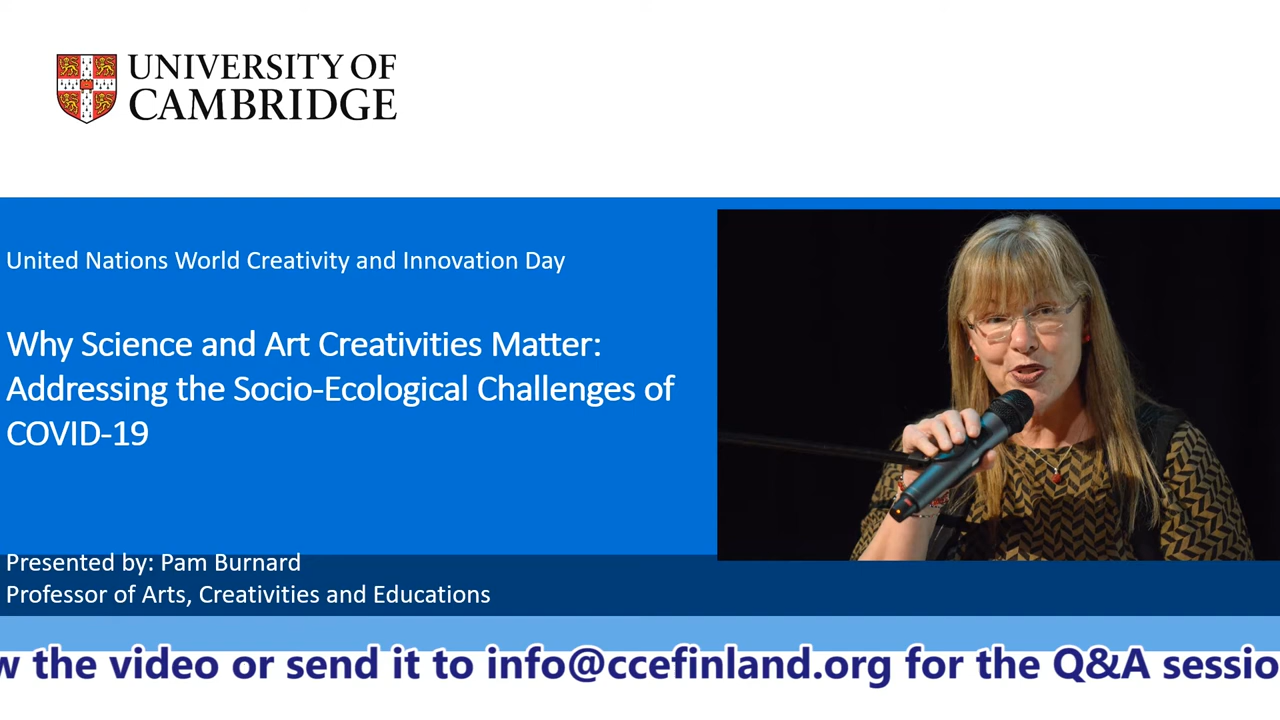 UNIVERSITY OF
CAMBRIDGE
United Nations World Creativity and Innovation Day
Why Science and Art Creativities Matter:
Addressing the Socio-Ecological Challenges of
COVID-19
Presented by: Pam Burnard
Professor of Arts, Creativities and Educations
w the video or send it to info@ccefinland.org for the Q&A sessio